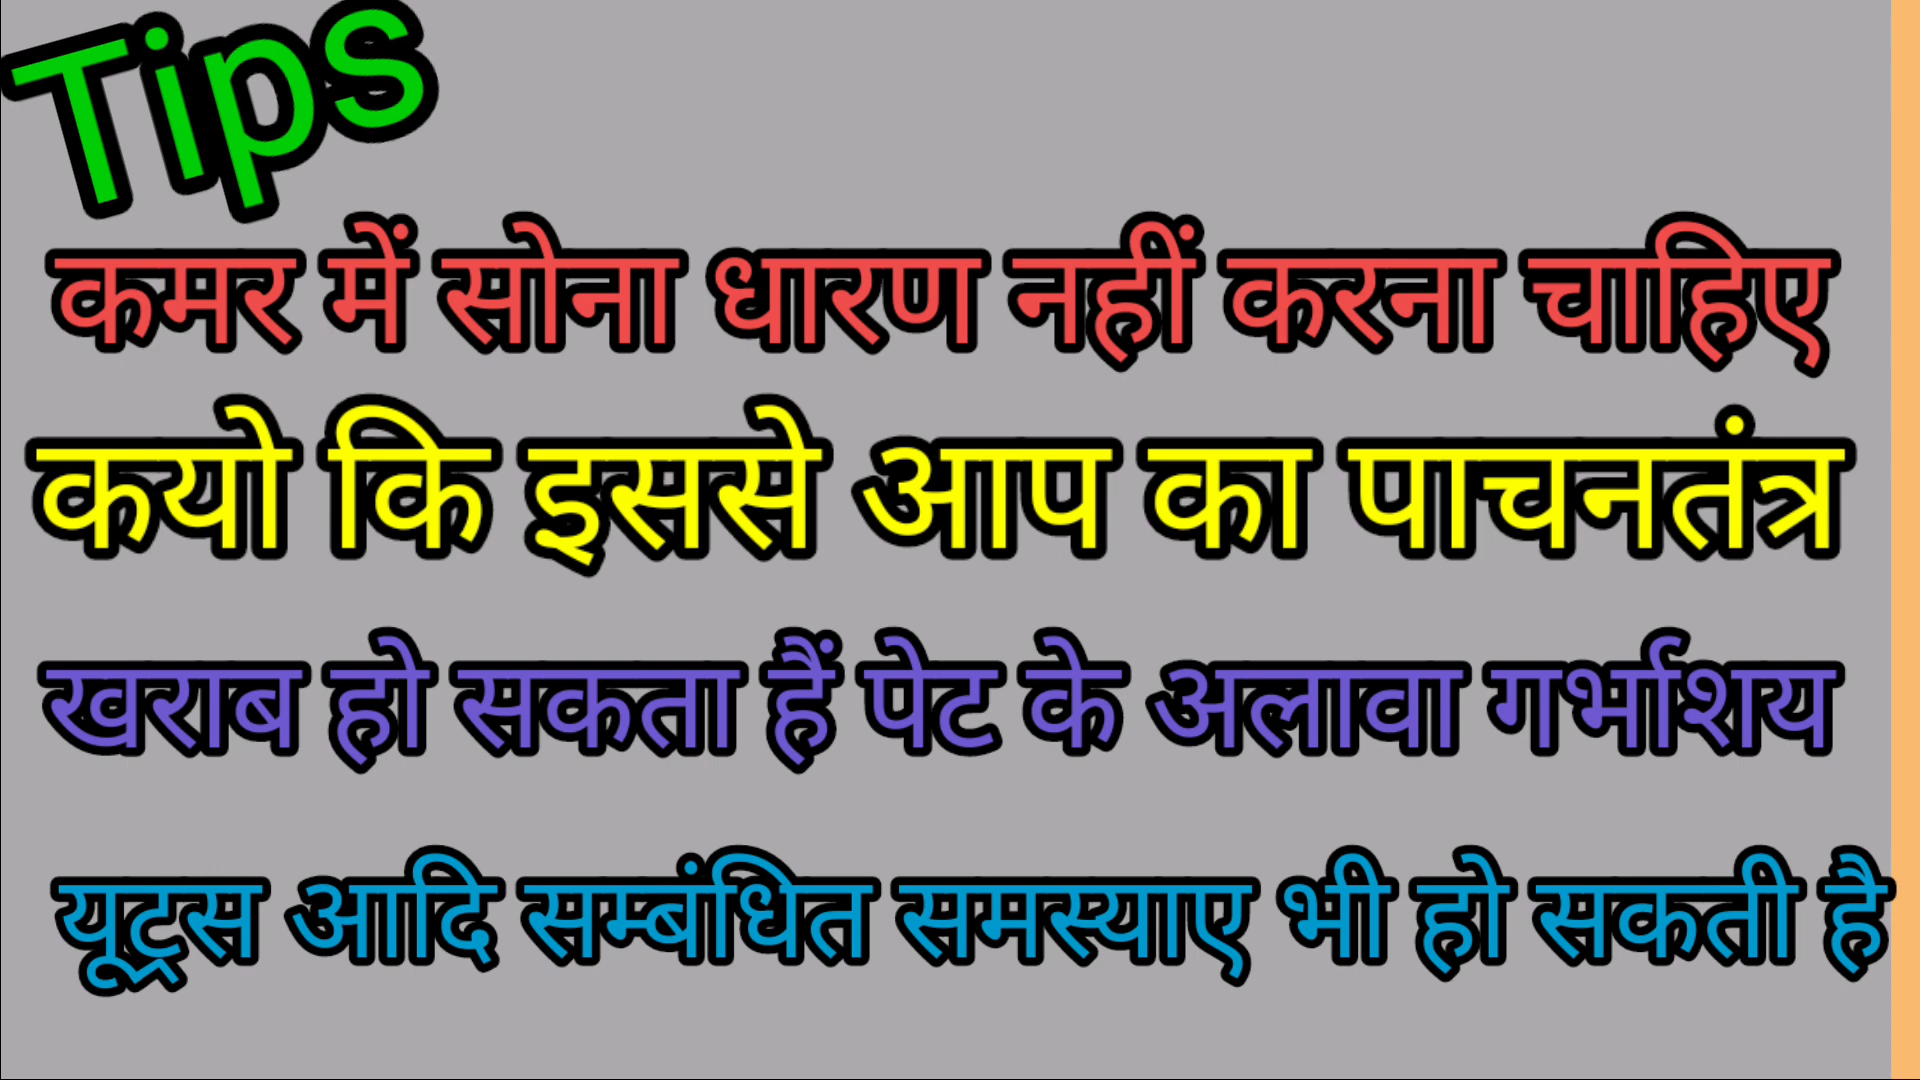 Tips
कमर में सोना धारण नहीं करना चाहिए
कयो कि इससे आप का पाचनतंत्र
खराब हो सकता हैं पेट के अलावा गर्भाशय
यूट्रस आदि सम्बंधित समस्याए भी हो सकती है